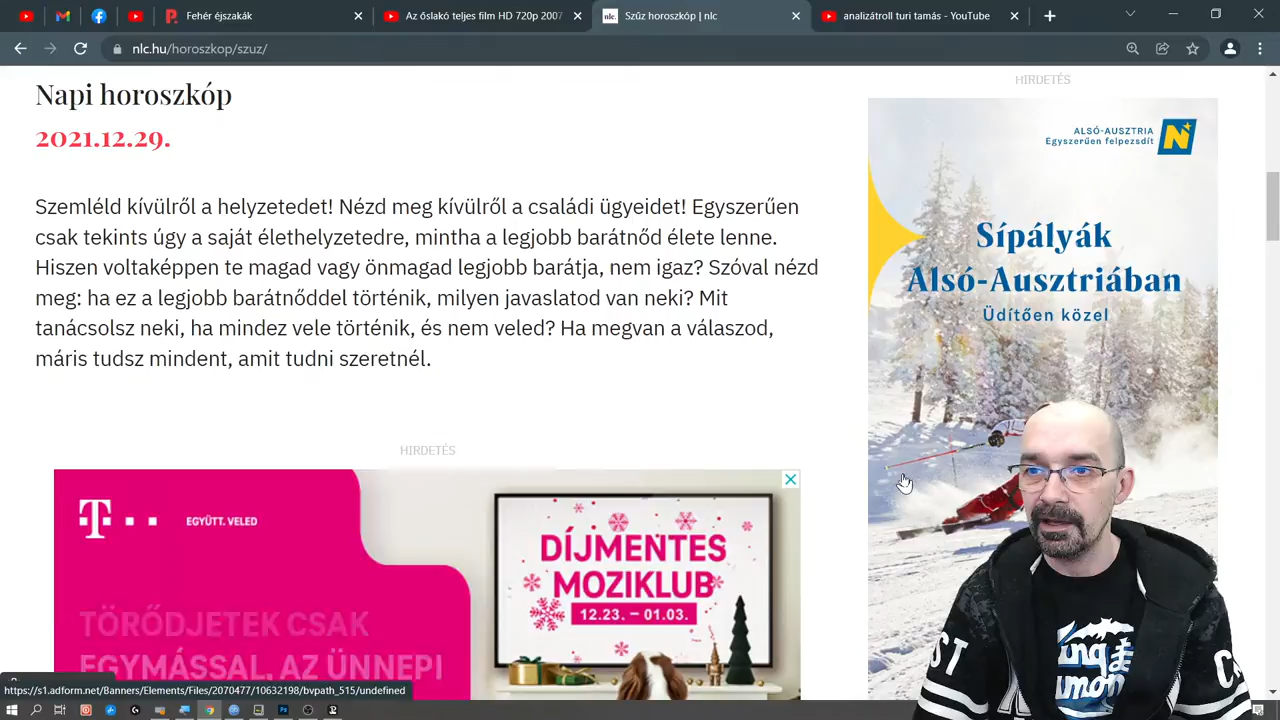 Fehér éjszakák
Az őslakó teljes film HD 720p 2007
nlc. Szűz horoszkóp | nlc
analizátroll turi tamás - YouTube
nlc.hu/horoszkop/szuz/
HIRDETÉS
Napi horoszkóp
2021.12.29.
Szemléld kívülről a helyzetedet! Nézd meg kívülről a családi ügyeidet! Egyszerűen
csak tekints úgy a saját élethelyzetedre, mintha a legjobb barátnőd élete lenne.
Hiszen voltaképpen te magad vagy önmagad legjobb barátja, nem igaz? Szóval nézd
meg: ha ez a legjobb barátnőddel történik, milyen javaslatod van neki? Mit
tanácsolsz neki, ha mindez vele történik, és nem veled? Ha megvan a válaszod,
máris tudsz mindent, amit tudni szeretnél.
ALSÓ-AUSZTRIA
Egyszerűen felpezsdít
N
Sípályák
Alsó-Ausztriában
Üdítően közel
HIRDETÉS
T
EGYÜTT. VELED
DÍJMENTES
MOZIKLUB
12.23. – 01.03.
TÖRŐDJETEK CSAK
EGYMÁSSAL, AZ ÜNNEPI
https://s1.adform.net/Banners/Elements/Files/2070477/10632198/bvpath_515/undefined